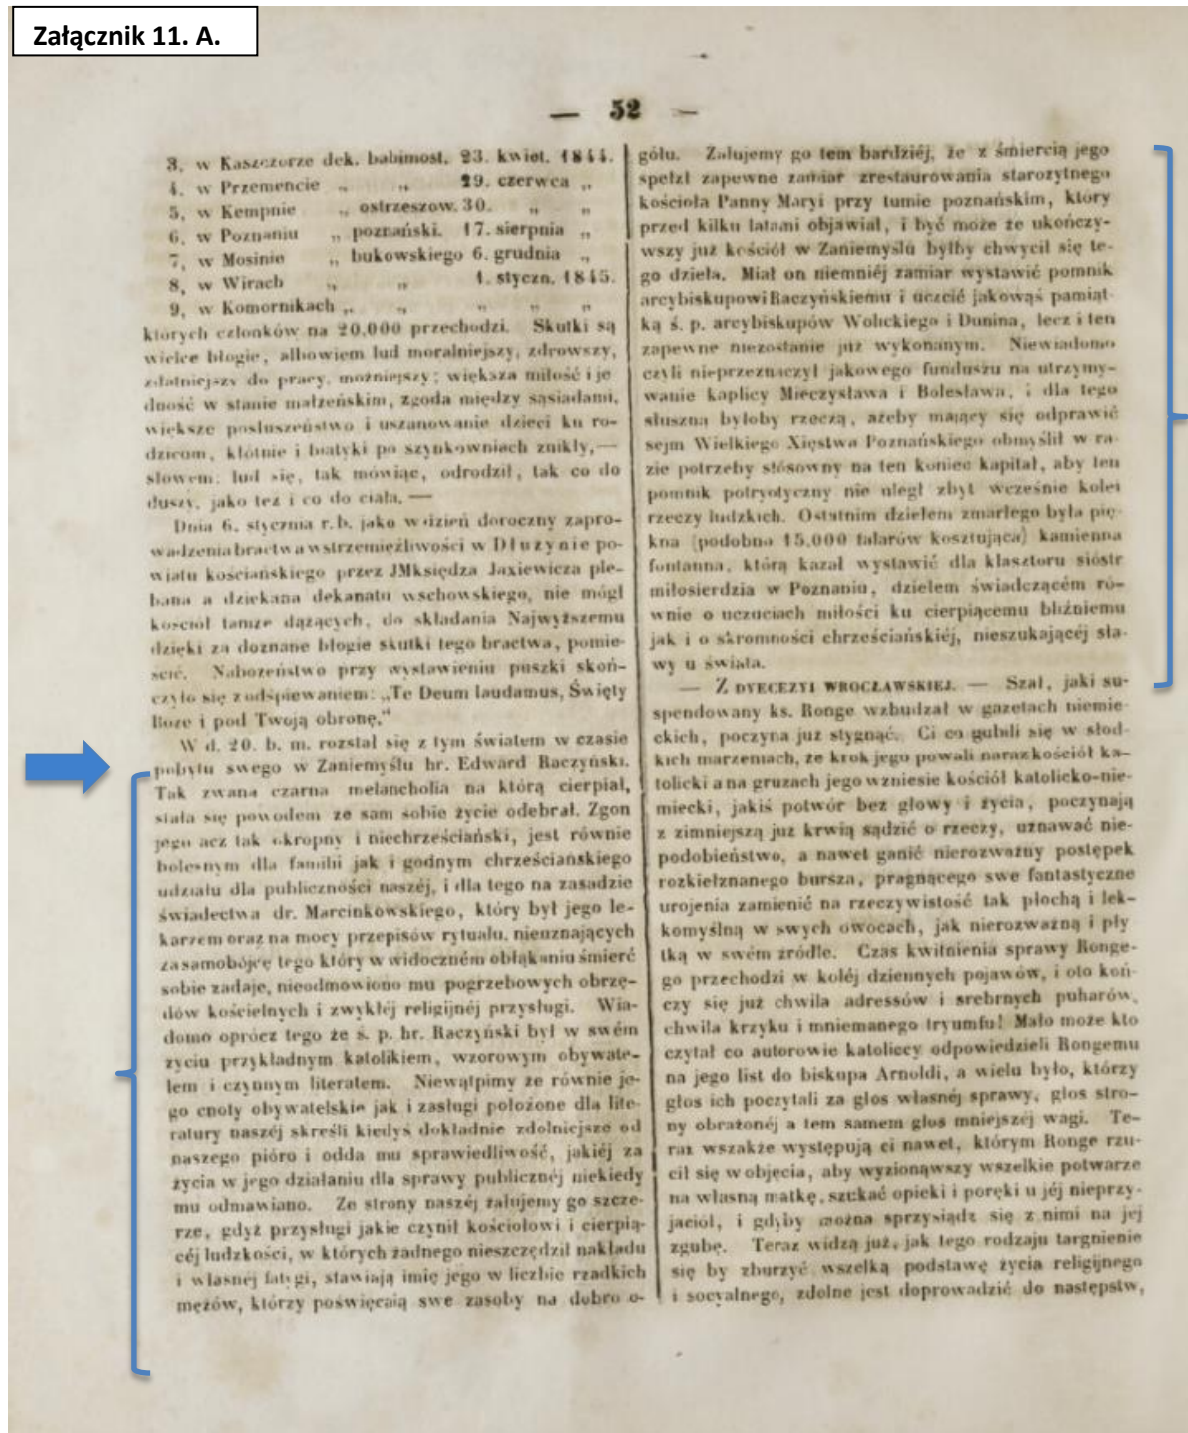 Załącznik 11. A.
— 52 —
3, w Kaszczorze dek. babimost. 23. kwiet. 1844.
4. w Przemencie „ „ 29. czerwca „
5, w Kempnie „ ostrzeszow. 30. „ „
6, w Poznaniu „ poznański. 17. sierpnia „
7, w Mosinie „ bukowskiego 6. grudnia „
8, w Wirach „ „ 1. styczn. 1845.
9, w Komornikach „ „ „ „ „
których członków na 20,000 przechodzi. Skutki są
wielce błogie, albowiem lud moralniejszy, zdrowszy,
zdatniejszy do pracy, możniejszy; większa miłość i je
dność w stanie małżeńskim, zgoda między sąsiadami,
większe posłuszeństwo i uszanowanie dzieci ku ro-
dzicom, kłótnie i bijatyki po szynkowniach znikły,—
słowem: lud się, tak mówiąc, odrodził, tak co do
duszy, jako też i co do ciała. —
Dnia 6. stycznia r. b. jako w dzień doroczny zapro-
wadzenia bractwa wstrzemięźliwości w Dłużynie po-
wiatu kościańskiego przez JMksiędza Jaxiewicza ple-
bana a dziekana dekanatu wschowskiego, nie mógł
kościół tamże dążących, do składania Najwyższemu
dzięki za doznane błogie skutki tego bractwa, pomie-
ścić. Nabożeństwo przy wystawieniu puszki skoń-
czyło się z odśpiewaniem: „Te Deum laudamus, Święty
Boże i pod Twoją obronę.“
W d. 20. b. m. rozstał się z tym światem w czasie
pobytu swego w Zaniemyślu hr. Edward Raczyński.
Tak zwana czarna melancholia na którą cierpiał,
stała się powodem że sam sobie życie odebrał. Zgon
jego acz tak okropny i niechrześciański, jest równie
bolesnym dla familii jak i godnym chrześciańskiego
udziału dla publiczności naszéj, i dla tego na zasadzie
świadectwa dr. Marcinkowskiego, który był jego le-
karzem oraz na mocy przepisów rytuału, nieuznających
za samobójcę tego który w widoczném obłąkaniu śmierć
sobie zadaje, nieodmowiono mu pogrzebowych obrzę-
dów kościelnych i zwykłéj religijnéj przysługi. Wia-
domo oprócz tego że ś. p. hr. Raczyński był w swém
życiu przykładnym katolikiem, wzorowym obywate-
lem i czynnym literatem. Niewątpimy że równie je-
go cnoty obywatelskie jak i zasługi położone dla lite-
ratury naszéj skreśli kiedyś dokładnie zdolniejsze od
naszego pióro i odda mu sprawiedliwość, jakiéj za
życia w jego działaniu dla sprawy publicznéj niekiedy
mu odmawiano. Ze strony naszéj żałujemy go szcze-
rze, gdyż przysługi jakie czynił kościołowi i cierpią-
céj ludzkości, w których żadnego nieszczędził nakładu
i własnéj fatygi, stawiają imię jego w liczbie rzadkich
mężów, którzy poświęcają swe zasoby na dobro o-
gółu. Żałujemy go tem bardziéj, że z śmiercią jego
spełzł zapewne zamiar zrestaurowania starożytnego
kościoła Panny Maryi przy tumie poznańskim, który
przed kilku latami objawiał, i być może że ukończy-
wszy już kościół w Zaniemyślu byłby chwycił się te-
go dzieła. Miał on niemniéj zamiar wystawić pomnik
arcybiskupowi Raczyńskiemu i uczcić jakowąś pamiąt-
ką ś. p. arcybiskupów Wolickiego i Dunina, lecz i ten
zapewne niezostanie już wykonanym. Niewiadomo
czyli nieprzeznaczył jakowego funduszu na utrzymy-
wanie kaplicy Mieczysława i Bolesława, i dla tego
słuszna byłoby rzeczą, ażeby mający się odprawić
sejm Wielkiego Xięstwa Poznańskiego obmyślił w ra-
zie potrzeby stósowny na ten koniec kapitał, aby ten
pomnik potryotyczny nie uległ zbyt wcześnie kolei
rzeczy ludzkich. Ostatnim dziełem zmarłego była pię-
kna (podobno 15.000 talarów kosztująca) kamienna
fontanna, którą kazał wystawić dla klasztoru sióstr
miłosierdzia w Poznaniu, dziełem świadczącém ró-
wnie o uczuciach miłości ku cierpiącemu bliźniemu
jak i o skromności chrześciańskiéj, nieszukającéj sła-
wy u świata.
— Z DYECEZYI WROCŁAWSKIEJ. — Szał, jaki su-
spendowany ks. Ronge wzbudzał w gazetach niemie-
ckich, poczyna już stygnąć. Ci co gubili się w słod-
kich marzeniach, że krok jego powali naraz kościół ka-
tolicki a na gruzach jego wzniesie kościół katolicko-nie-
miecki, jakiś potwór bez głowy i życia, poczynają
z zimniejszą już krwią sądzić o rzeczy, uznawać nie-
podobieństwo, a nawet ganić nierozważny postępek
rozkiełznanego bursza, pragnącego swe fantastyczne
urojenia zamienić na rzeczywistość tak płochą i lek-
komyślną w swych owocach, jak nierozważną i pły
tką w swém źródle. Czas kwitnienia sprawy Ronge-
go przechodzi w koléj dziennych pojawów, i oto koń-
czy się już chwila adressów i srebrnych puharów,
chwila krzyku i mniemanego tryumfu! Mało może kto
czytał co autorowie katoliccy odpowiedzieli Rongemu
na jego list do biskupa Arnoldi, a wielu było, którzy
głos ich poczytali za głos własnéj sprawy, głos stro-
ny obrażonéj a tem samem głos mniejszéj wagi. Te-
raz wszakże występują ci nawet, którym Ronge rzu-
cił się w objęcia, aby wyzionąwszy wszelkie potwarze
na własną matkę, szukać opieki i poręki u jéj nieprzy-
jaciół, i gdyby można sprzysiądz się z nimi na jej
zgubę. Teraz widzą już, jak tego rodzaju targnienie
się by zburzyć wszelką podstawę życia religijnego
i socyalnego, zdolne jest doprowadzić do następstw,